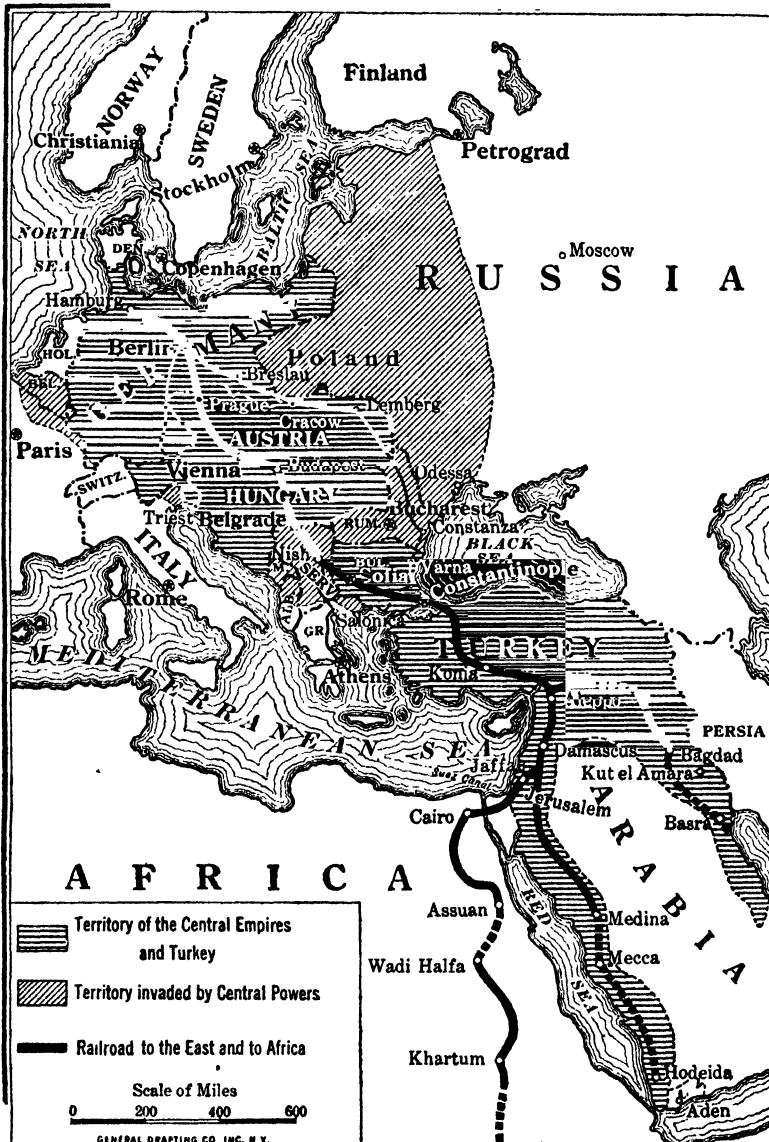 Finland
NORWAY
SWEDEN
Christiania
Stockholm
Petrograd
BALTIC SEA
NORTH SEA
DEN.
Copenhagen
Moscow
RUSSIA
Hamburg
GERMANY
HOL.
Berlin
Poland
BEL.
Breslau
Prague
Lemberg
Cracow
Paris
AUSTRIA
Vienna
Budapest
SWITZ.
Odessa
HUNGARY
Bucharest
Triest
Belgrade
RUM.
Constanza
ITALY
BLACK SEA
Nish
SERVIA
BUL.
Sofia
Varna
Constantinople
Rome
ALB.
GR.
Salonica
TURKEY
Athens
Konia
Aleppo
MEDITERRANEAN SEA
PERSIA
Damascus
Bagdad
Jaffa
Kut el Amara
Suez Canal
Jerusalem
Cairo
Basra
ARABIA
AFRICA
RED SEA
Assuan
Medina
Wadi Halfa
Mecca
Khartum
Hodeida
Aden
Territory of the Central Empires
and Turkey
Territory invaded by Central Powers
Railroad to the East and to Africa
Scale of Miles
0 200 400 600
GENERAL DRAFTING CO. INC. N.Y.